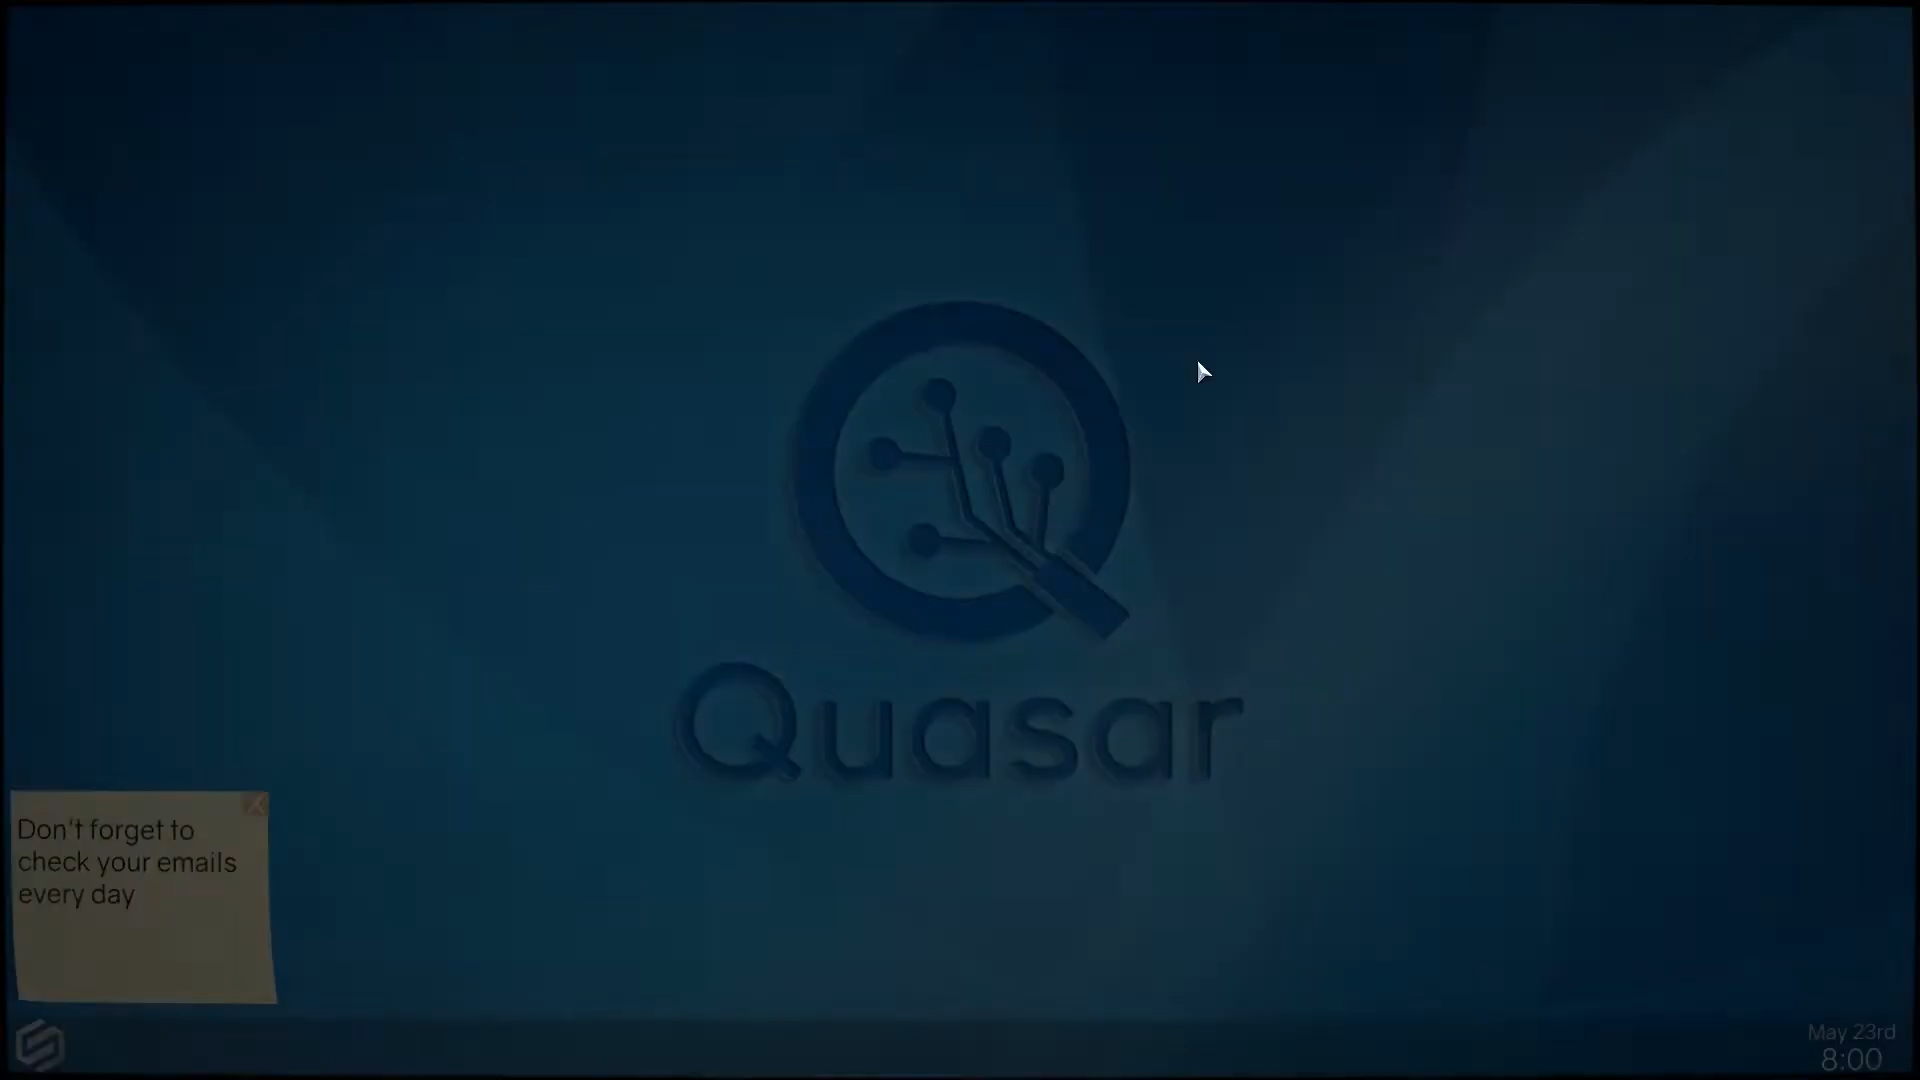 Quasar
Don't forget to
check your emails
every day
May 23rd
8:00